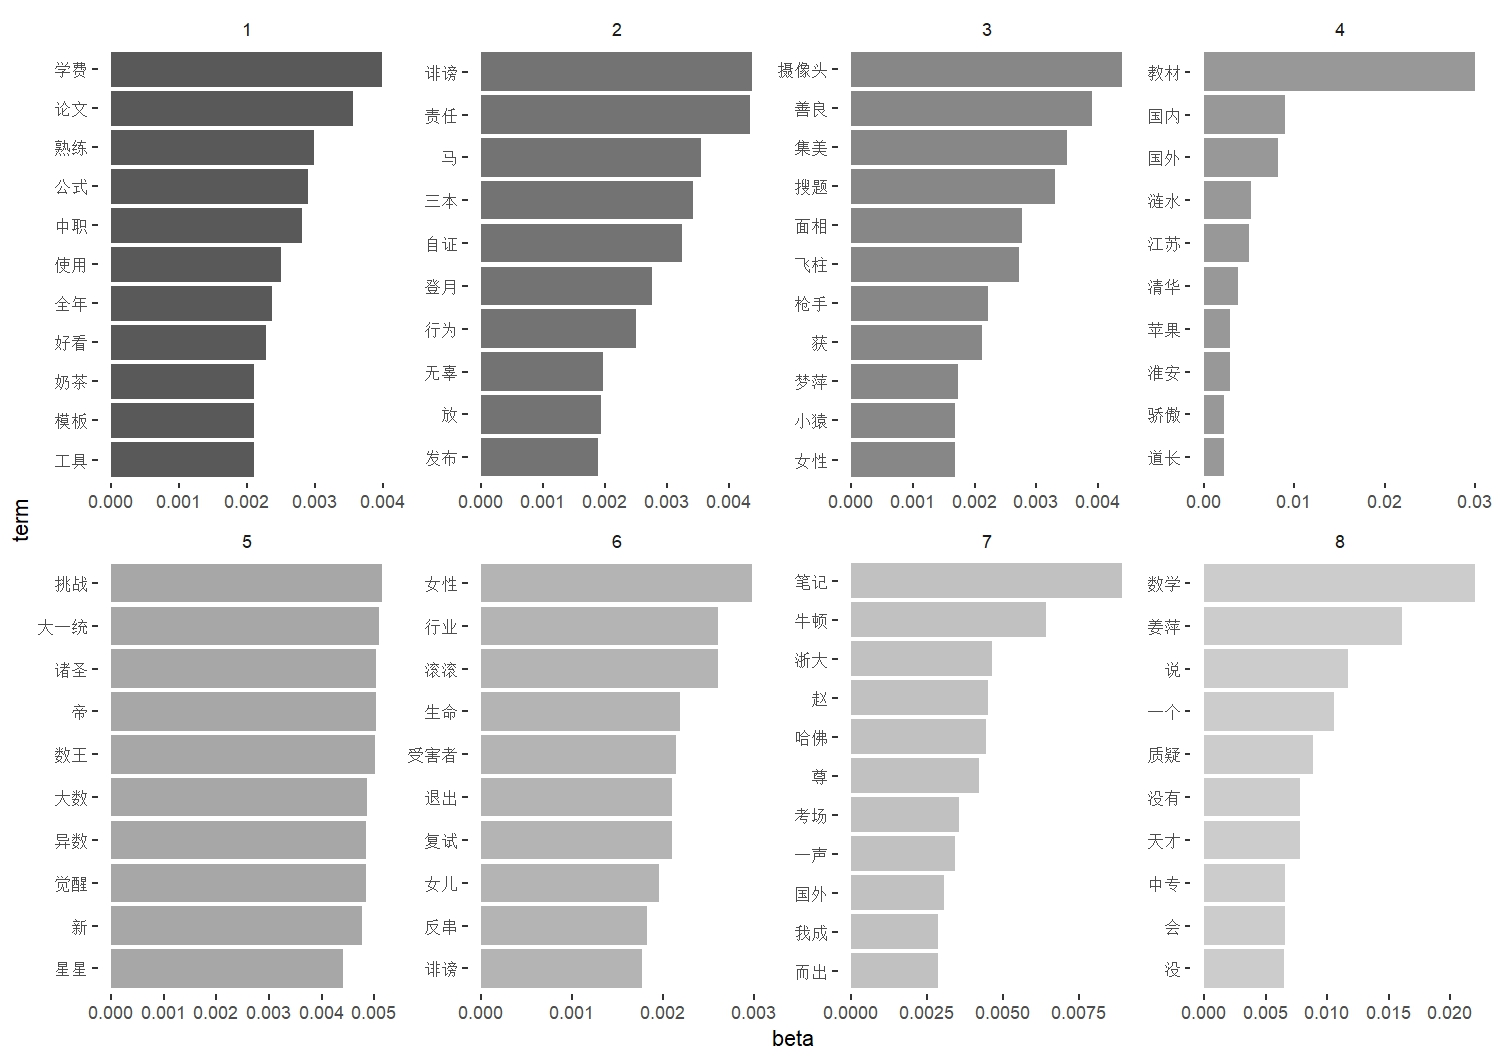 1
学费
论文
熟练
公式
中职
使用
全年
好看
奶茶
模板
工具
0.000 0.001 0.002 0.003 0.004
2
诽谤
责任
马
三本
自证
登月
行为
无辜
放
发布
0.000 0.001 0.002 0.003 0.004
3
摄像头
善良
集美
搜题
面相
飞柱
枪手
获
梦萍
小猿
女性
0.000 0.001 0.002 0.003 0.004
4
教材
国内
国外
涟水
江苏
清华
苹果
淮安
骄傲
道长
0.00 0.01 0.02 0.03
term
5
挑战
大一统
诸圣
帝
数王
大数
异数
觉醒
新
星星
0.000 0.001 0.002 0.003 0.004 0.005
6
女性
行业
滚滚
生命
受害者
退出
复试
女儿
反串
诽谤
0.000 0.001 0.002 0.003
7
笔记
牛顿
浙大
赵
哈佛
尊
考场
一声
国外
我成
而出
0.0000 0.0025 0.0050 0.0075
8
数学
姜萍
说
一个
质疑
没有
天才
中专
会
没
0.000 0.005 0.010 0.015 0.020
beta